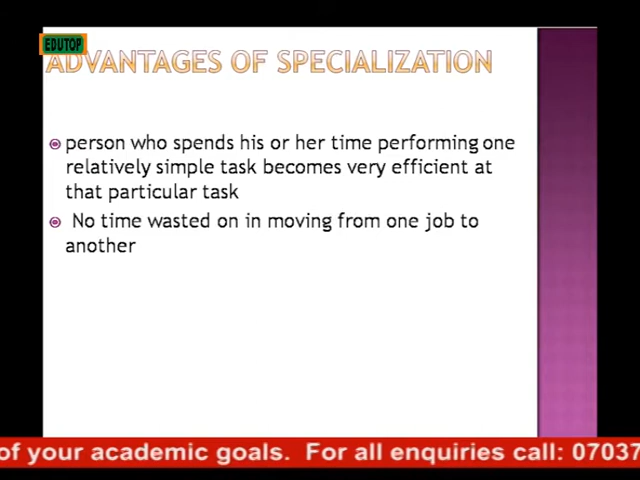 EDUTOP
ADVANTAGES OF SPECIALIZATION
person who spends his or her time performing one
relatively simple task becomes very efficient at
that particular task
No time wasted on in moving from one job to
another
of your academic goals.  For all enquiries call: 07037